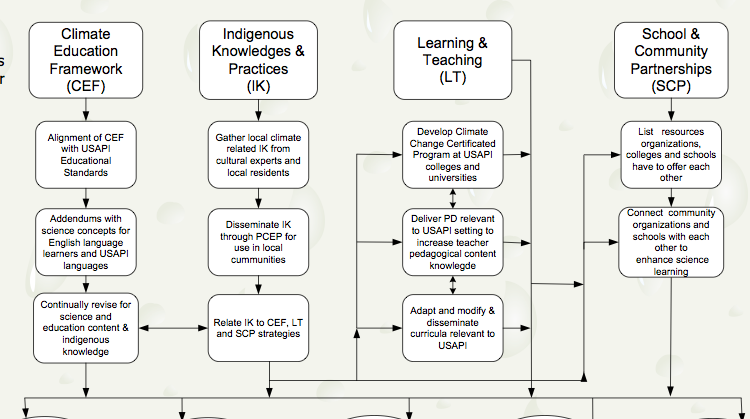 s
r
Climate
Education
Framework
(CEF)
Indigenous
Knowledges &
Practices
(IK)
Learning &
Teaching
(LT)
School &
Community
Partnerships
(SCP)
Alignment of CEF
with USAPI
Educational
Standards
Gather local climate
related IK from
cultural experts and
local residents
Develop Climate
Change Certificated
Program at USAPI
colleges and
universities
List resources
organizations,
colleges and schools
have to offer each
other
Addendums with
science concepts for
English language
learners and USAPI
languages
Disseminate IK
through PCEP for
use in local
cummunities
Deliver PD relevant
to USAPI setting to
increase teacher
pedagogical content
knowlegde
Connect community
organizations and
schools with each
other to
enhance science
learning
Continually revise for
science and
education content &
indigenous
knowledge
Relate IK to CEF, LT
and SCP strategies
Adapt and modify &
disseminate
curricula relevant to
USAPI